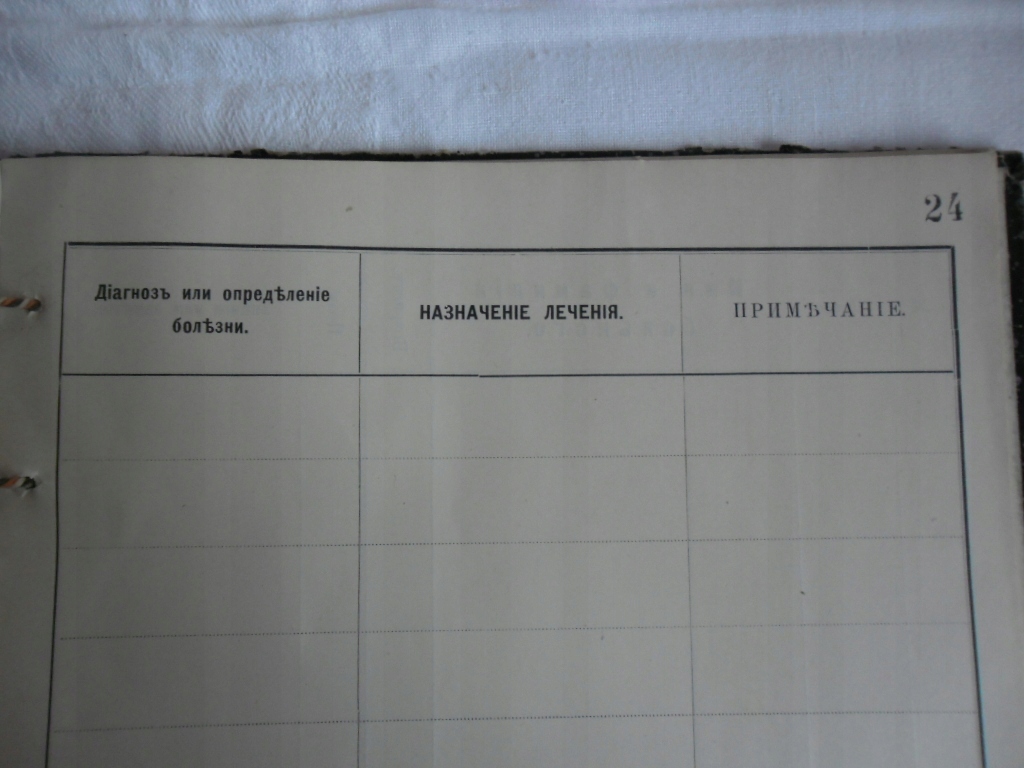 24
Діагнозъ или опредѣленіе
болѣзни.
НАЗНАЧЕНІЕ ЛЕЧЕНІЯ.
ПРИМѢЧАНІЕ.